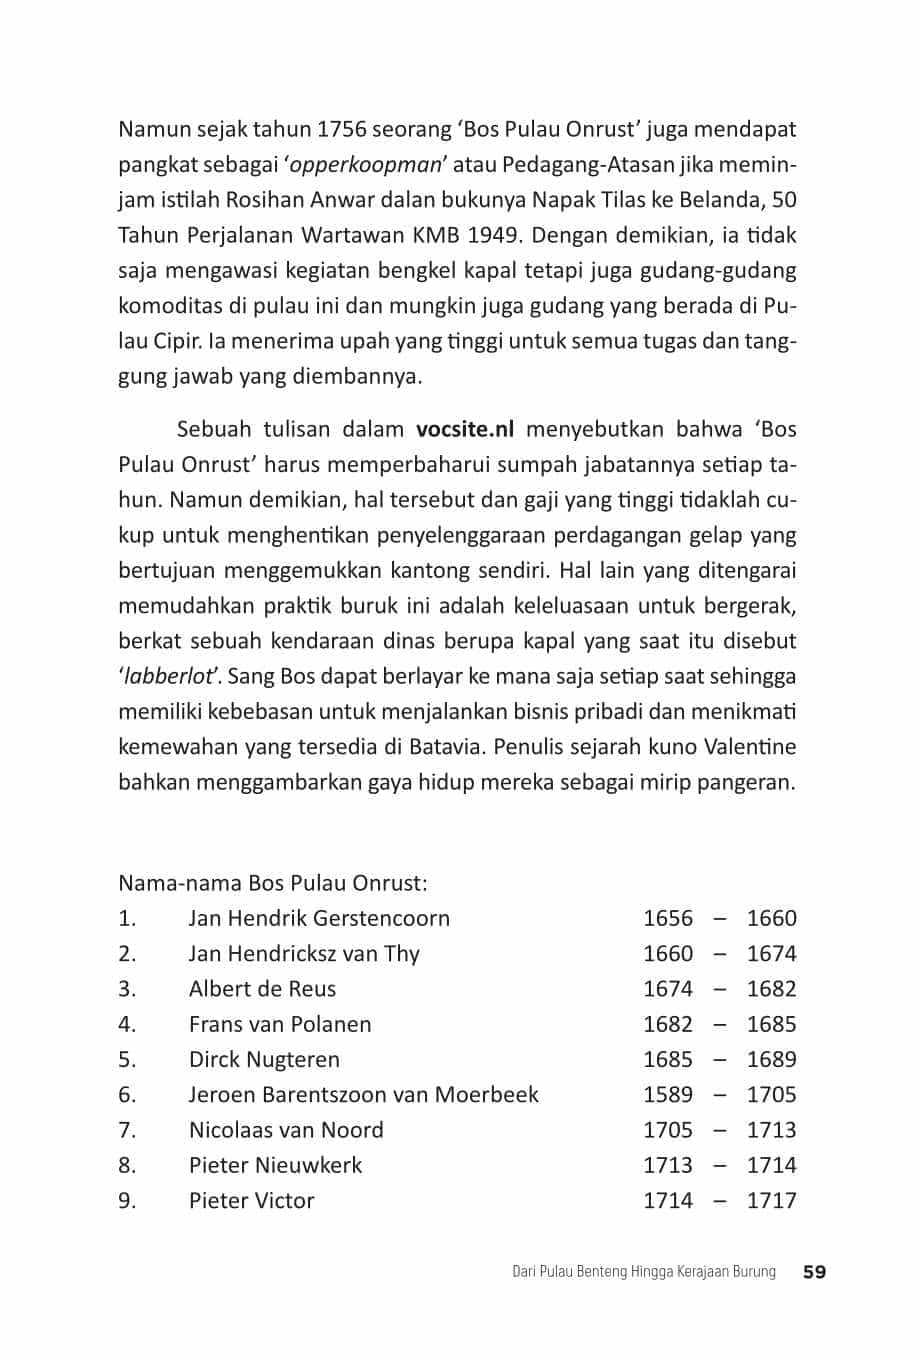 Namun sejak tahun 1756 seorang ‘Bos Pulau Onrust’ juga mendapat
pangkat sebagai ‘opperkoopman’ atau Pedagang-Atasan jika memin-
jam istilah Rosihan Anwar dalan bukunya Napak Tilas ke Belanda, 50
Tahun Perjalanan Wartawan KMB 1949. Dengan demikian, ia tidak
saja mengawasi kegiatan bengkel kapal tetapi juga gudang-gudang
komoditas di pulau ini dan mungkin juga gudang yang berada di Pu-
lau Cipir. Ia menerima upah yang tinggi untuk semua tugas dan tang-
gung jawab yang diembannya.
Sebuah tulisan dalam vocsite.nl menyebutkan bahwa ‘Bos
Pulau Onrust’ harus memperbaharui sumpah jabatannya setiap ta-
hun. Namun demikian, hal tersebut dan gaji yang tinggi tidaklah cu-
kup untuk menghentikan penyelenggaraan perdagangan gelap yang
bertujuan menggemukkan kantong sendiri. Hal lain yang ditengarai
memudahkan praktik buruk ini adalah keleluasaan untuk bergerak,
berkat sebuah kendaraan dinas berupa kapal yang saat itu disebut
‘labberlot’. Sang Bos dapat berlayar ke mana saja setiap saat sehingga
memiliki kebebasan untuk menjalankan bisnis pribadi dan menikmati
kemewahan yang tersedia di Batavia. Penulis sejarah kuno Valentine
bahkan menggambarkan gaya hidup mereka sebagai mirip pangeran.
Nama-nama Bos Pulau Onrust:
1. Jan Hendrik Gerstencoorn 1656 – 1660
2. Jan Hendricksz van Thy 1660 – 1674
3. Albert de Reus 1674 – 1682
4. Frans van Polanen 1682 – 1685
5. Dirck Nugteren 1685 – 1689
6. Jeroen Barentszoon van Moerbeek 1589 – 1705
7. Nicolaas van Noord 1705 – 1713
8. Pieter Nieuwkerk 1713 – 1714
9. Pieter Victor 1714 – 1717
Dari Pulau Benteng Hingga Kerajaan Burung 59